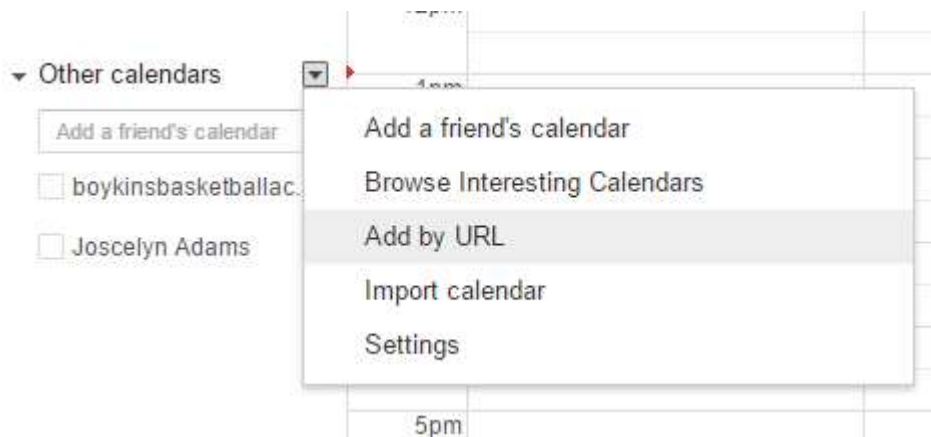 Other calendars
1pm
Add a friend's calendar
Add a friend's calendar
Browse Interesting Calendars
boykinsbasketballac.
Add by URL
Joscelyn Adams
Import calendar
Settings
5pm